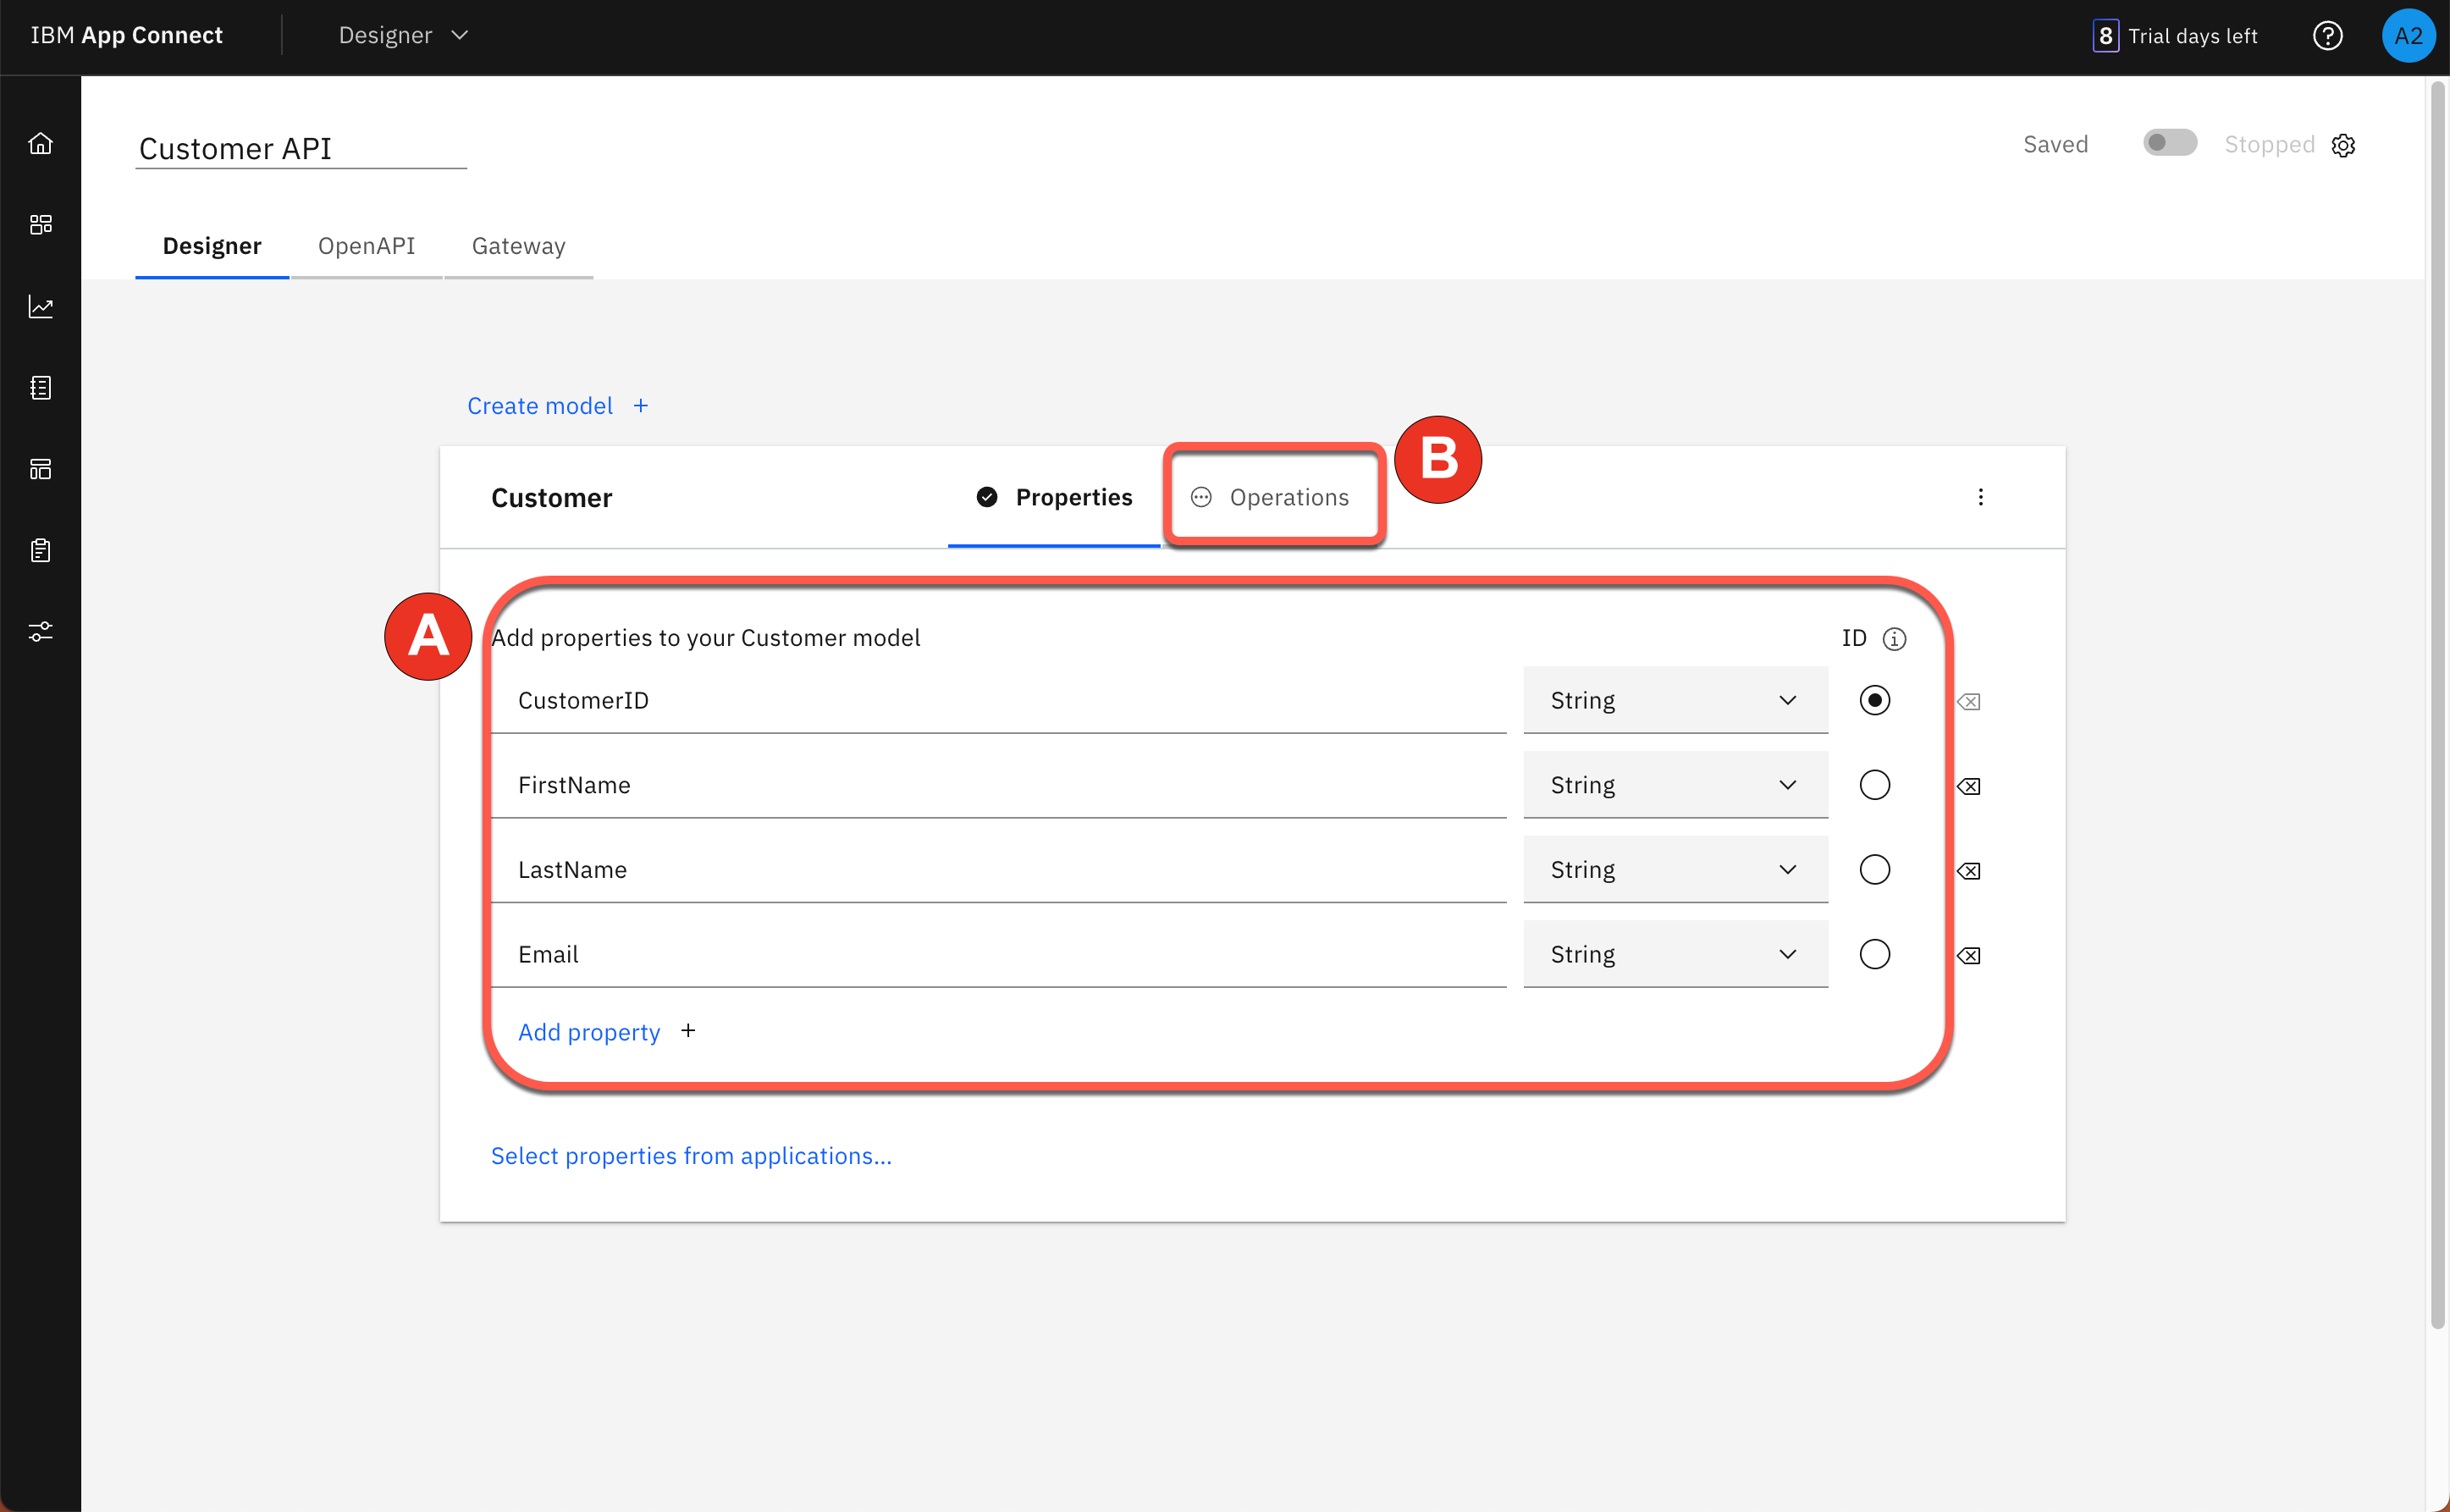 IBM App Connect
Designer
8 Trial days left
A2
Customer API
Saved
Stopped
Designer
OpenAPI
Gateway
Create model +
B
Customer
Properties
Operations
A
Add properties to your Customer model
ID
CustomerID
String
FirstName
String
LastName
String
Email
String
Add property +
Select properties from applications...